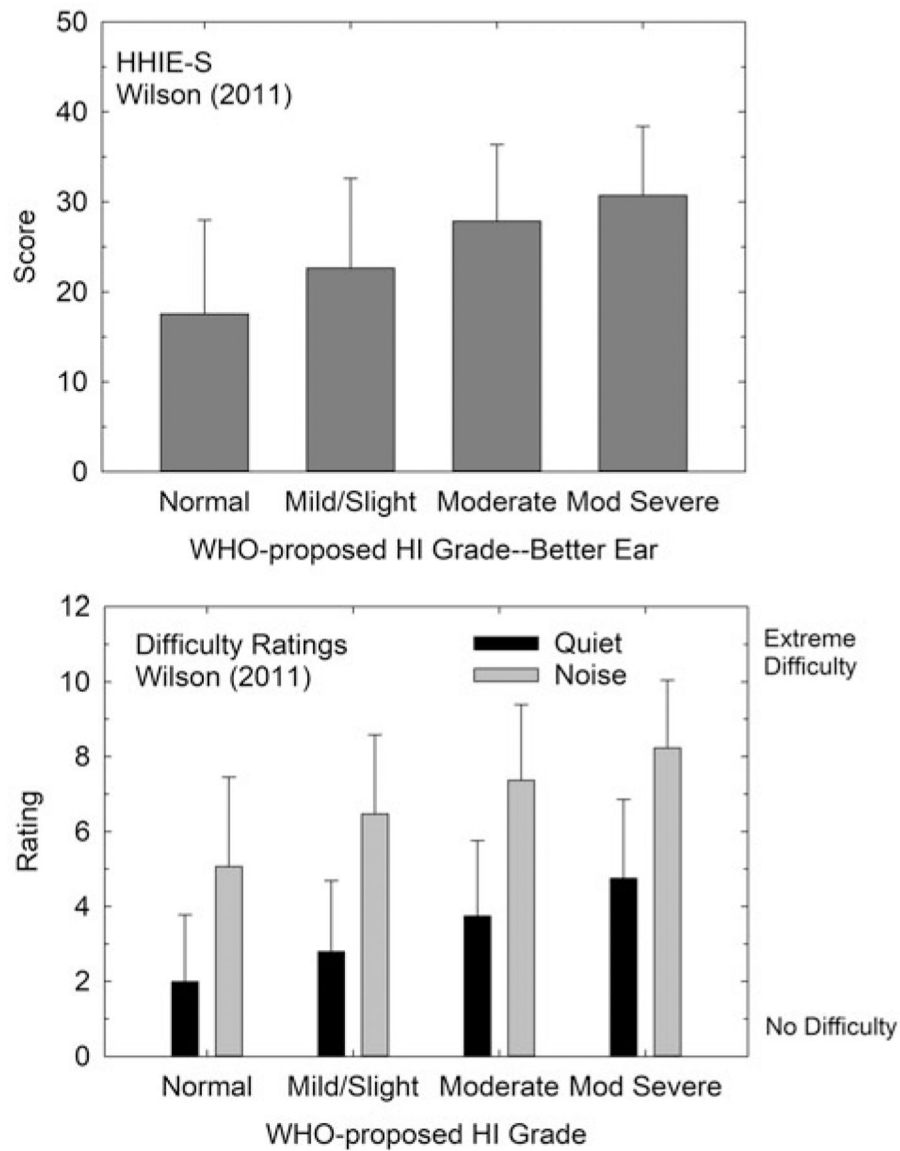 50
40
30
20
10
0
Score
HHIE-S
Wilson (2011)
Normal Mild/Slight Moderate Mod Severe
WHO-proposed HI Grade--Better Ear
12
10
8
6
4
2
0
Rating
Difficulty Ratings
Wilson (2011)
Quiet
Noise
Extreme
Difficulty
No Difficulty
Normal Mild/Slight Moderate Mod Severe
WHO-proposed HI Grade